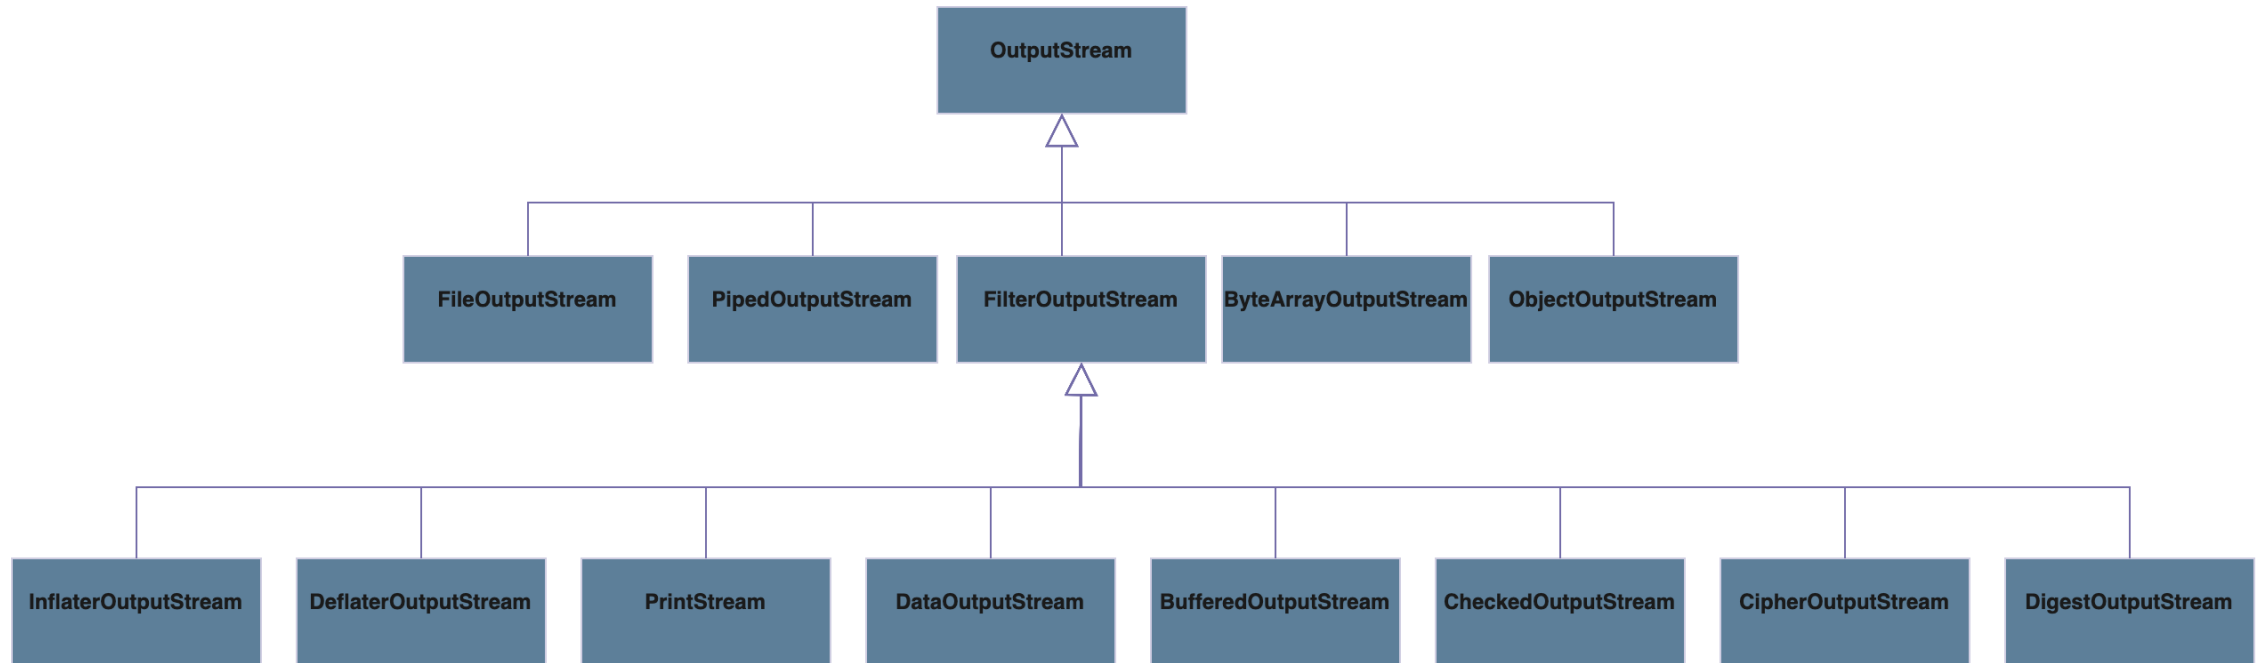 OutputStream
FileOutputStream
PipedOutputStream
FilterOutputStream
ByteArrayOutputStream
ObjectOutputStream
InflaterOutputStream
DeflaterOutputStream
PrintStream
DataOutputStream
BufferedOutputStream
CheckedOutputStream
CipherOutputStream
DigestOutputStream